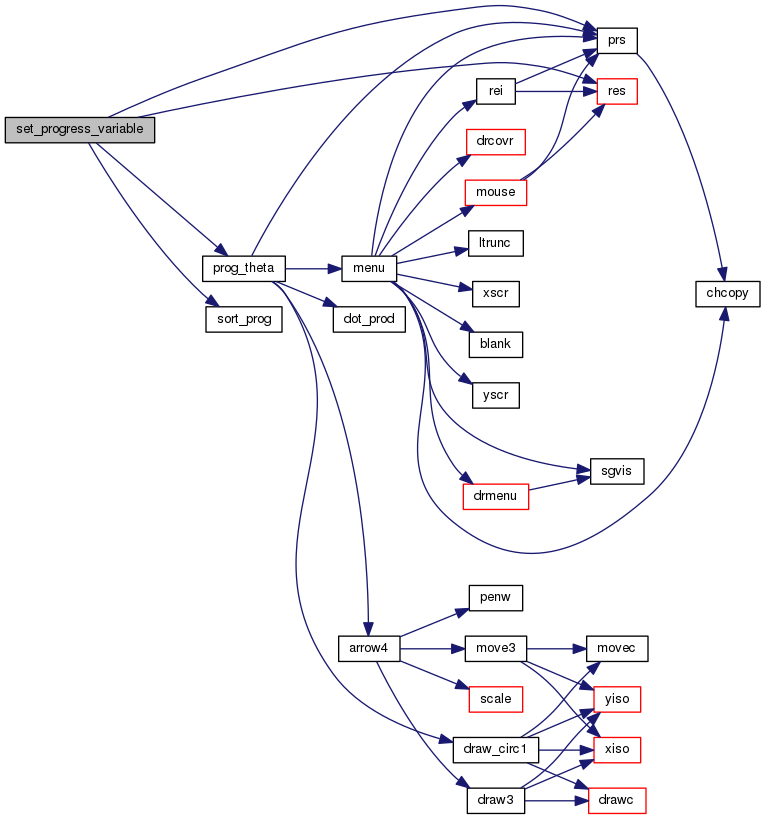 prs
rei
res
set_progress_variable
drcovr
mouse
ltrunc
prog_theta
menu
xscr
chcopy
sort_prog
dot_prod
blank
yscr
sgvis
drmenu
penw
arrow4
move3
movec
scale
yiso
draw_circ1
xiso
draw3
drawc